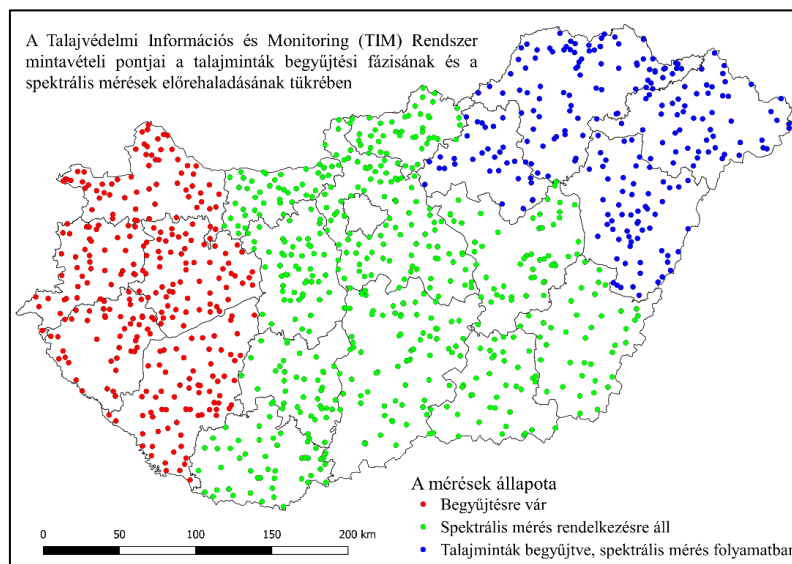 A Talajvédelmi Információs és Monitoring (TIM) Rendszer
mintavételi pontjai a talajminták begyűjtési fázisának és a
spektrális mérések előrehaladásának tükrében
A mérések állapota
Begyűjtésre vár
Spektrális mérés rendelkezésre áll
Talajminták begyűjtve, spektrális mérés folyamatban
0 50 100 150 200 km